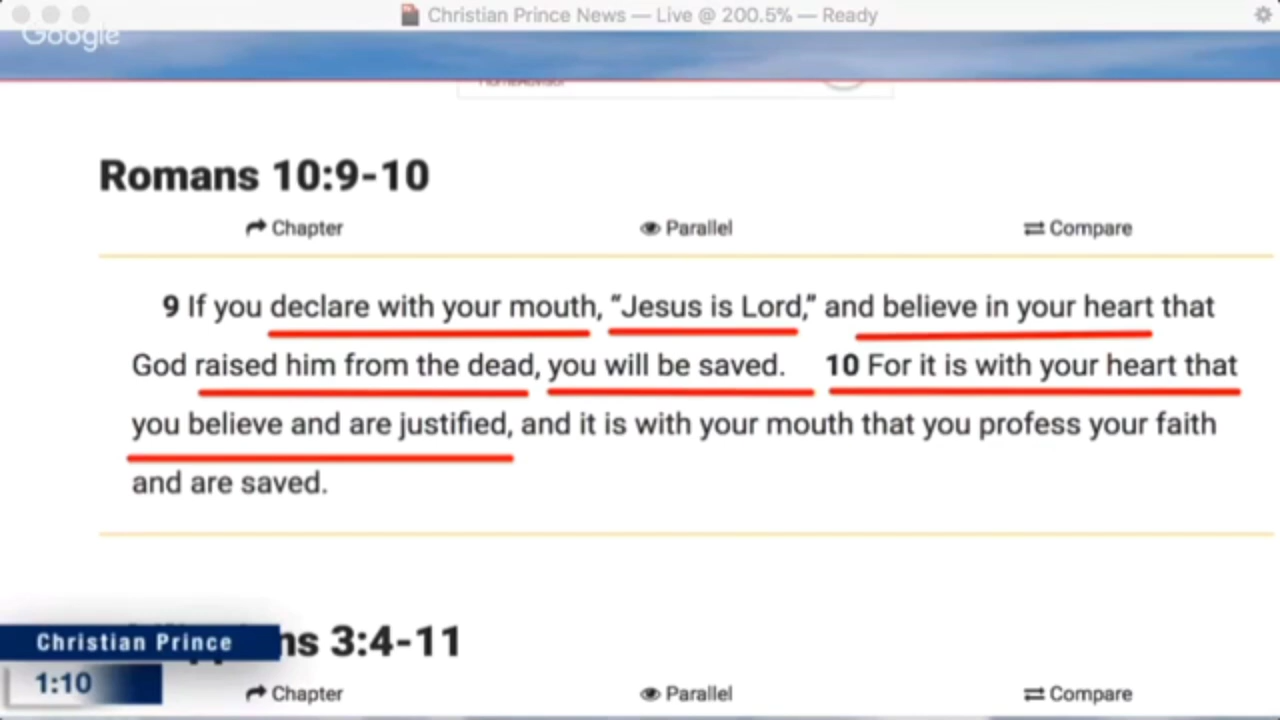 Christian Prince News — Live @ 200.5% — Ready
Google
HomeAdvisor
Romans 10:9-10
Chapter
Parallel
Compare
9 If you declare with your mouth, “Jesus is Lord,” and believe in your heart that
God raised him from the dead, you will be saved. 10 For it is with your heart that
you believe and are justified, and it is with your mouth that you profess your faith
and are saved.
Christian Prince
3:4-11
1:10
Chapter
Parallel
Compare